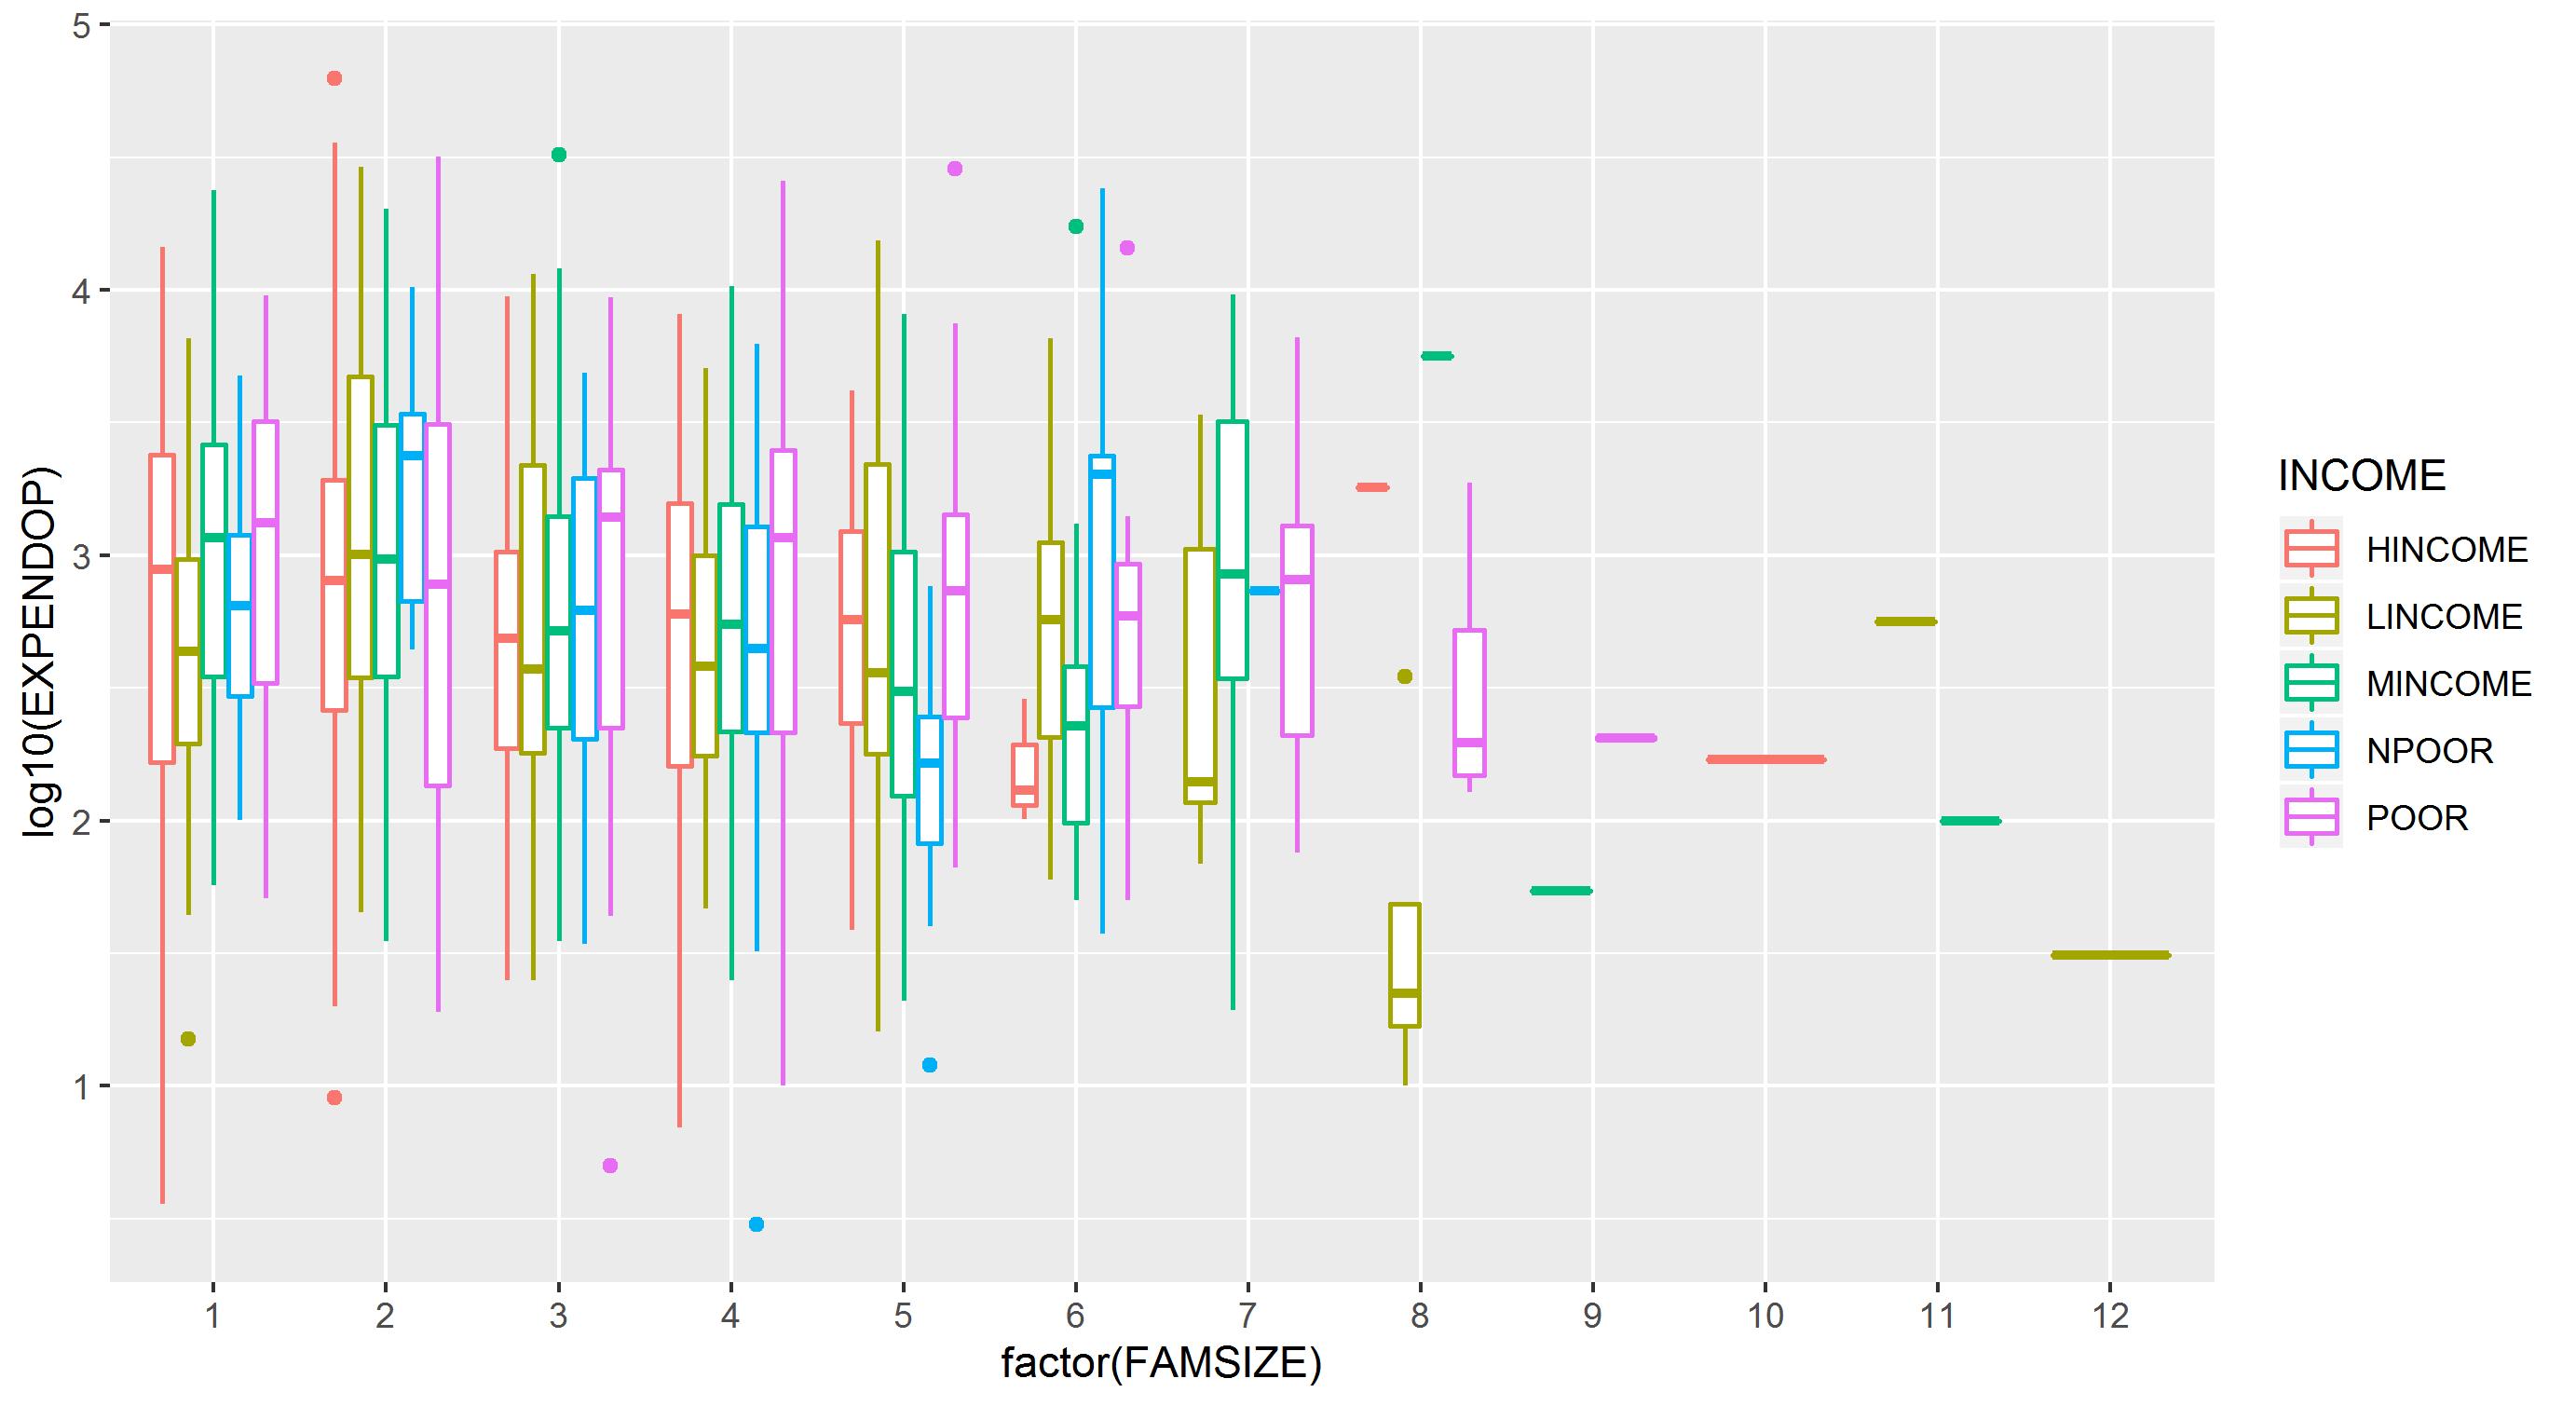 5
4
3
2
1
log10(EXPENDOP)
1 2 3 4 5 6 7 8 9 10 11 12
factor(FAMSIZE)
INCOME
HINCOME
LINCOME
MINCOME
NPOOR
POOR